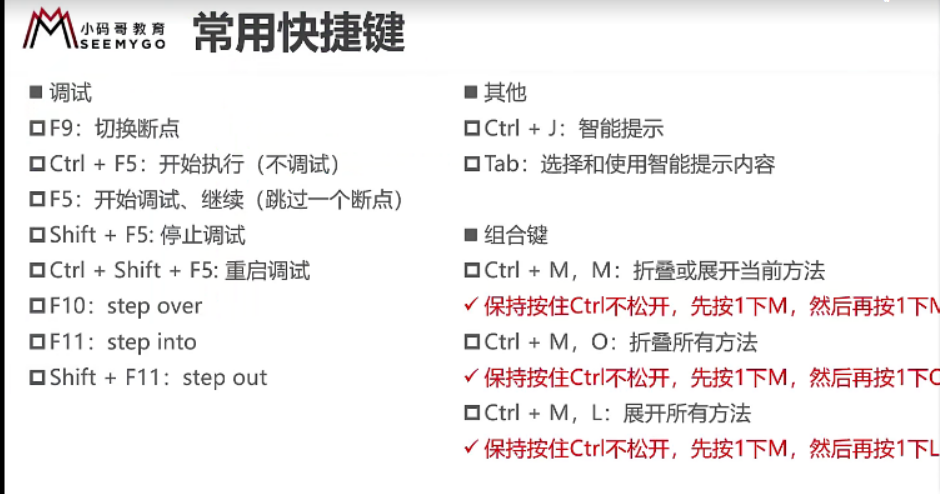 小码哥教育
SEEMYGO
常用快捷键
■ 调试
F9：切换断点
Ctrl + F5：开始执行（不调试）
F5：开始调试、继续（跳过一个断点）
Shift + F5: 停止调试
Ctrl + Shift + F5: 重启调试
F10：step over
F11：step into
Shift + F11：step out
■ 其他
Ctrl + J：智能提示
Tab：选择和使用智能提示内容
■ 组合键
Ctrl + M，M：折叠或展开当前方法
✓ 保持按住Ctrl不松开，先按1下M，然后再按1下M
Ctrl + M，O：折叠所有方法
✓ 保持按住Ctrl不松开，先按1下M，然后再按1下O
Ctrl + M，L：展开所有方法
✓ 保持按住Ctrl不松开，先按1下M，然后再按1下L